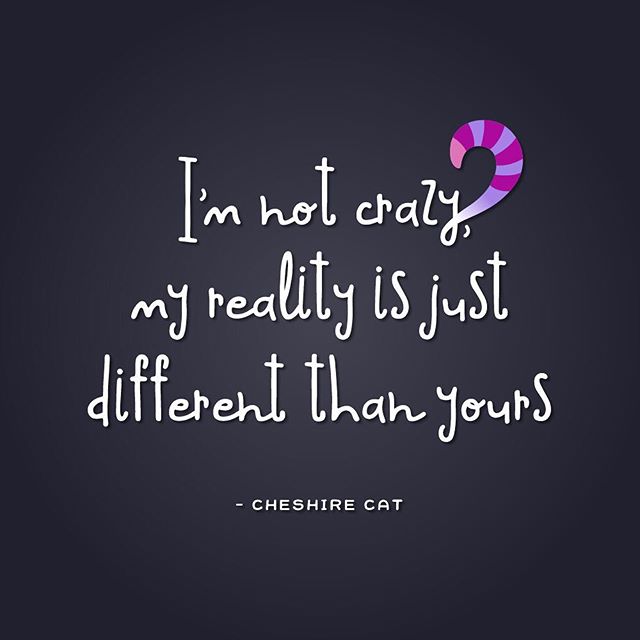 I'm not crazy,
my reality is just
different than yours
- CHESHIRE CAT